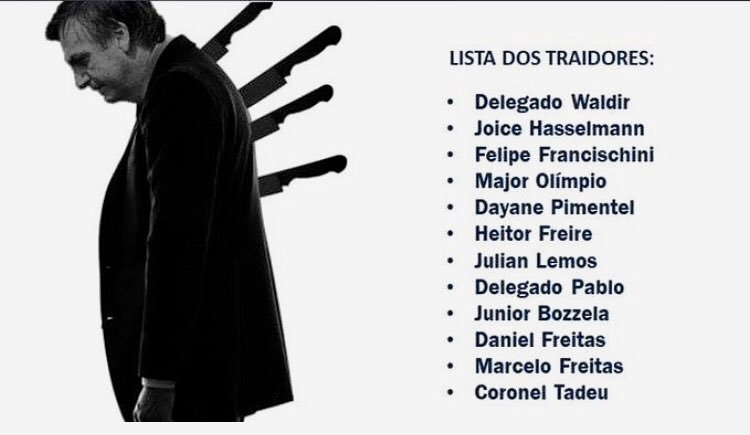 LISTA DOS TRAIDORES:
• Delegado Waldir
• Joice Hasselmann
• Felipe Francischini
• Major Olímpio
• Dayane Pimentel
• Heitor Freire
• Julian Lemos
• Delegado Pablo
• Junior Bozzela
• Daniel Freitas
• Marcelo Freitas
• Coronel Tadeu